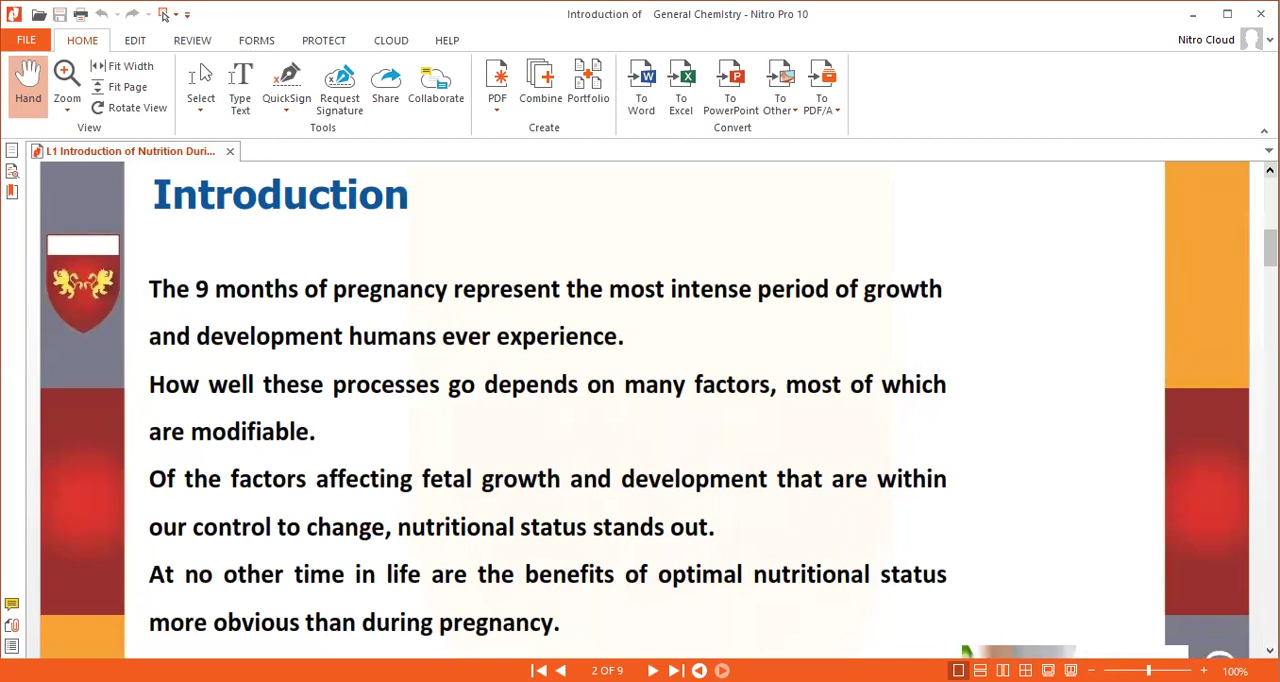 Introduction of General Chemistry - Nitro Pro 10
FILE HOME EDIT REVIEW FORMS PROTECT CLOUD HELP
Nitro Cloud
Hand
Zoom
Fit Width
Fit Page
Rotate View
View
Select
Type Text
QuickSign
Request Signature
Share
Collaborate
Tools
PDF
Combine
Portfolio
Create
To Word
To Excel
To PowerPoint
To Other
To PDF/A
Convert
L1 Introduction of Nutrition Duri...
Introduction
The 9 months of pregnancy represent the most intense period of growth
and development humans ever experience.
How well these processes go depends on many factors, most of which
are modifiable.
Of the factors affecting fetal growth and development that are within
our control to change, nutritional status stands out.
At no other time in life are the benefits of optimal nutritional status
more obvious than during pregnancy.
2 OF 9
100%